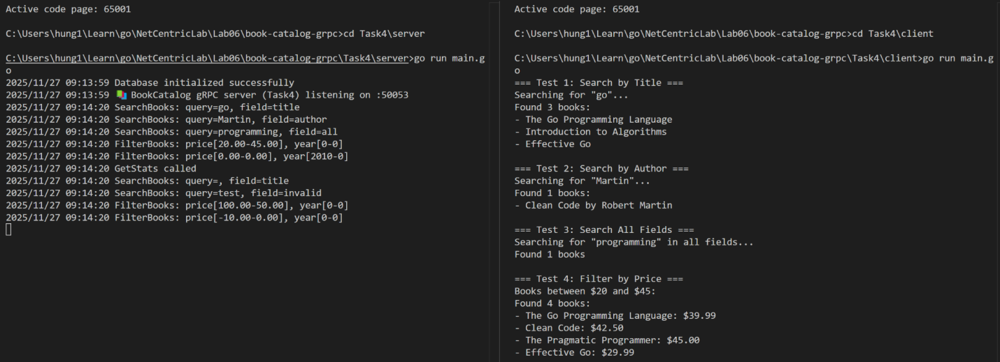 Active code page: 65001
C:\Users\hung1\Learn\go\NetCentricLab\Lab06\book-catalog-grpc>cd Task4\server
C:\Users\hung1\Learn\go\NetCentricLab\Lab06\book-catalog-grpc\Task4\server>go run main.g
o
2025/11/27 09:13:59 Database initialized successfully
2025/11/27 09:13:59 📚 BookCatalog gRPC server (Task4) listening on :50053
2025/11/27 09:14:20 SearchBooks: query=go, field=title
2025/11/27 09:14:20 SearchBooks: query=Martin, field=author
2025/11/27 09:14:20 SearchBooks: query=programming, field=all
2025/11/27 09:14:20 FilterBooks: price[20.00-45.00], year[0-0]
2025/11/27 09:14:20 FilterBooks: price[0.00-0.00], year[2010-0]
2025/11/27 09:14:20 GetStats called
2025/11/27 09:14:20 SearchBooks: query=, field=title
2025/11/27 09:14:20 SearchBooks: query=test, field=invalid
2025/11/27 09:14:20 FilterBooks: price[100.00-50.00], year[0-0]
2025/11/27 09:14:20 FilterBooks: price[-10.00-0.00], year[0-0]
Active code page: 65001
C:\Users\hung1\Learn\go\NetCentricLab\Lab06\book-catalog-grpc>cd Task4\client
C:\Users\hung1\Learn\go\NetCentricLab\Lab06\book-catalog-grpc\Task4\client>go run main.g
o
=== Test 1: Search by Title ===
Searching for "go"...
Found 3 books:
- The Go Programming Language
- Introduction to Algorithms
- Effective Go
=== Test 2: Search by Author ===
Searching for "Martin"...
Found 1 books:
- Clean Code by Robert Martin
=== Test 3: Search All Fields ===
Searching for "programming" in all fields...
Found 1 books
=== Test 4: Filter by Price ===
Books between $20 and $45:
Found 4 books:
- The Go Programming Language: $39.99
- Clean Code: $42.50
- The Pragmatic Programmer: $45.00
- Effective Go: $29.99